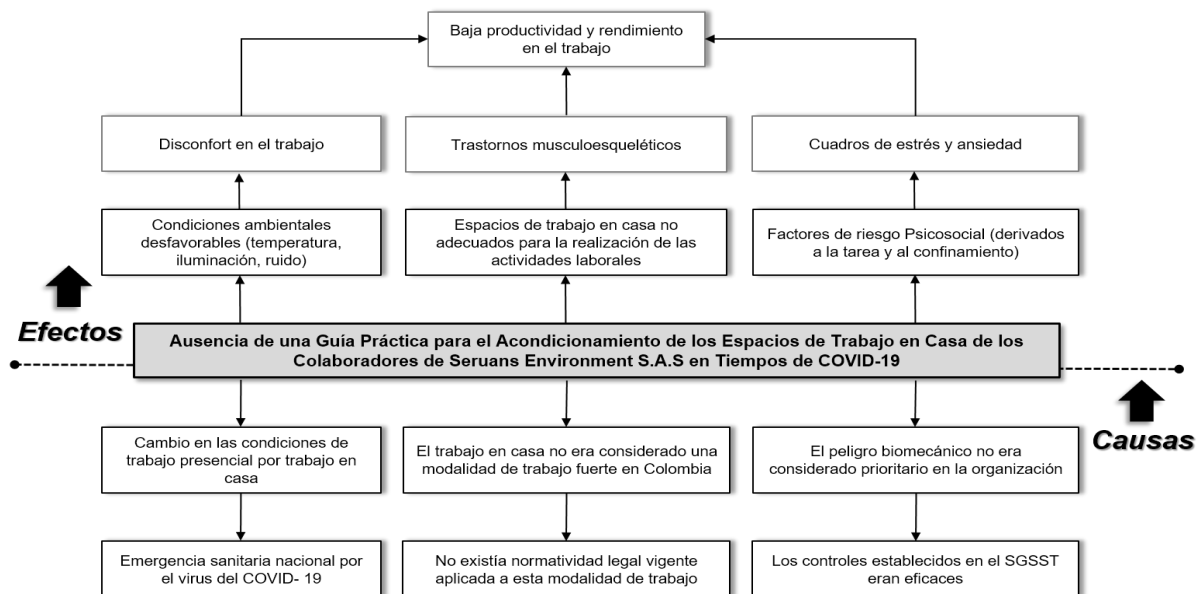 Baja productividad y rendimiento
en el trabajo
Disconfort en el trabajo
Trastornos musculoesqueléticos
Cuadros de estrés y ansiedad
Condiciones ambientales
desfavorables (temperatura,
iluminación, ruido)
Espacios de trabajo en casa no
adecuados para la realización de las
actividades laborales
Factores de riesgo Psicosocial (derivados
a la tarea y al confinamiento)
Efectos
Ausencia de una Guía Práctica para el Acondicionamiento de los Espacios de Trabajo en Casa de los
Colaboradores de Seruans Environment S.A.S en Tiempos de COVID-19
Causas
Cambio en las condiciones de
trabajo presencial por trabajo en
casa
El trabajo en casa no era considerado una
modalidad de trabajo fuerte en Colombia
El peligro biomecánico no era
considerado prioritario en la organización
Emergencia sanitaria nacional por
el virus del COVID- 19
No existía normatividad legal vigente
aplicada a esta modalidad de trabajo
Los controles establecidos en el SGSST
eran eficaces